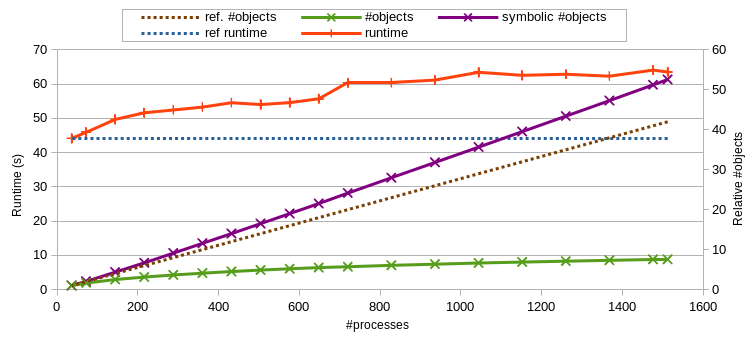 ref. #objects #objects symbolic #objects
ref runtime runtime
70 60
60 50
50 40
40 30
30 20
20 10
10 0
0
0 200 400 600 800 1000 1200 1400 1600
#processes
Runtime (s)
Relative #objects